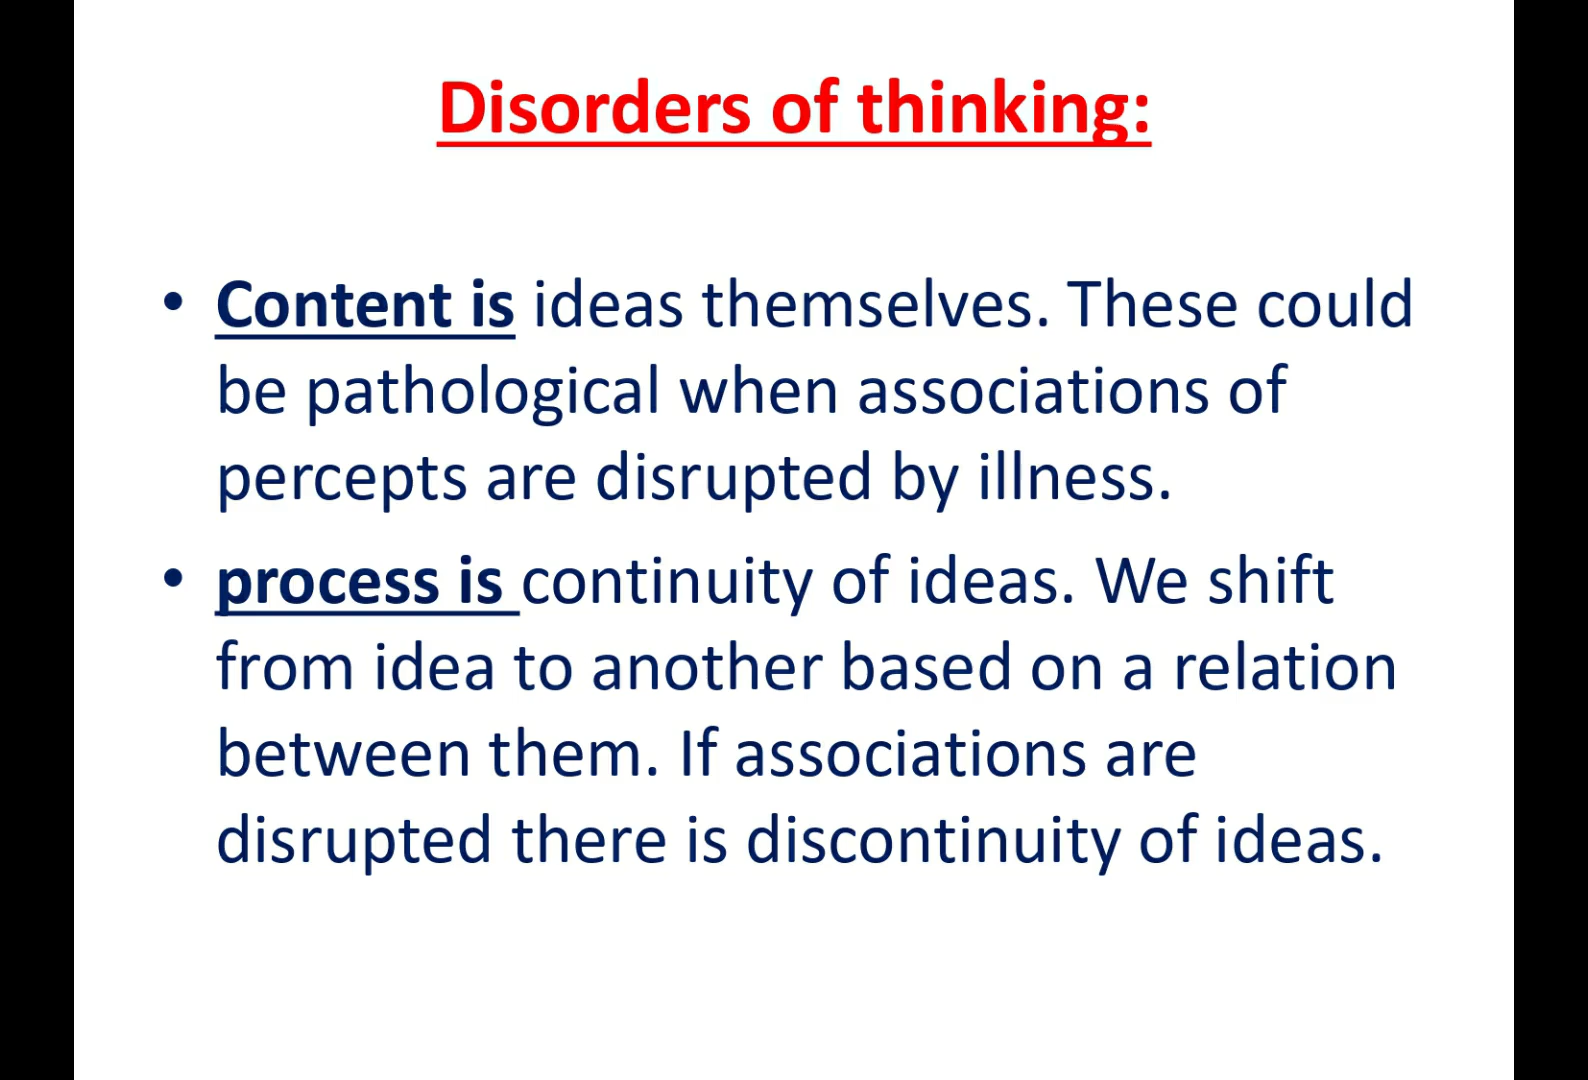 Disorders of thinking:
• Content is ideas themselves. These could
be pathological when associations of
percepts are disrupted by illness.
• process is continuity of ideas. We shift
from idea to another based on a relation
between them. If associations are
disrupted there is discontinuity of ideas.